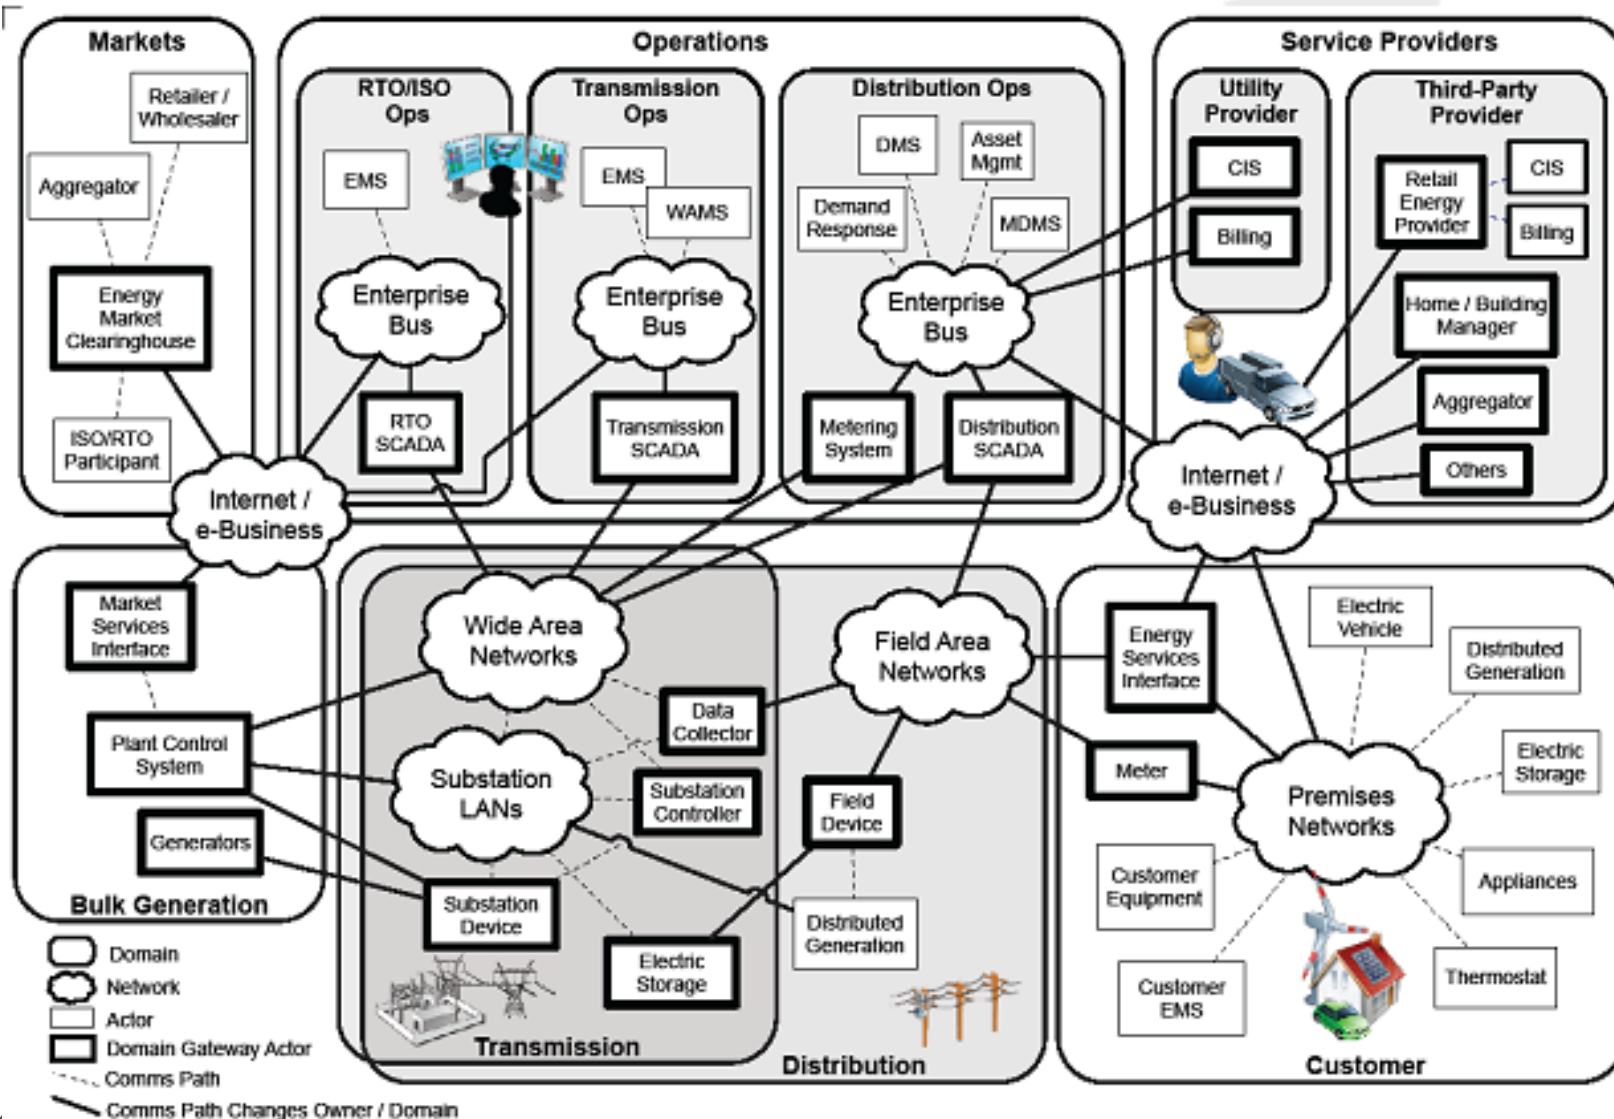 Markets
Retailer /
Wholesaler
Aggregator
Energy
Market
Clearinghouse
ISO/RTO
Participant
Internet /
e-Business
Operations
RTO/ISO
Ops
EMS
Enterprise
Bus
RTO
SCADA
Transmission
Ops
EMS
WAMS
Enterprise
Bus
Transmission
SCADA
Distribution Ops
DMS
Asset
Mgmt
Demand
Response
MDMS
Enterprise
Bus
Metering
System
Distribution
SCADA
Service Providers
Utility
Provider
CIS
Billing
Third-Party
Provider
Retail
Energy
Provider
CIS
Billing
Home / Building
Manager
Aggregator
Others
Internet /
e-Business
Market
Services
Interface
Plant Control
System
Generators
Bulk Generation
Wide Area
Networks
Data
Collector
Substation
LANs
Substation
Controller
Substation
Device
Electric
Storage
Transmission
Field Area
Networks
Field
Device
Distributed
Generation
Distribution
Energy
Services
Interface
Meter
Electric
Vehicle
Distributed
Generation
Electric
Storage
Premises
Networks
Customer
Equipment
Appliances
Customer
EMS
Thermostat
Customer
Domain
Network
Actor
Domain Gateway Actor
Comms Path
Comms Path Changes Owner / Domain